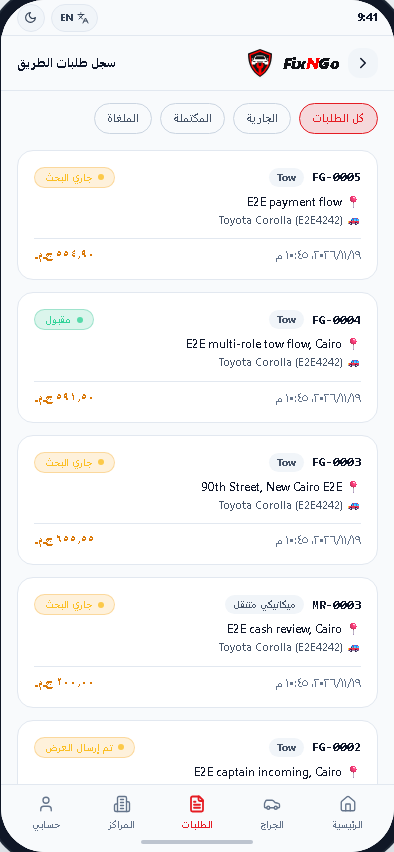 9:41
EN
FixNGo
سجل طلبات الطريق
كل الطلبات
الجارية
المكتملة
الملغاة
FG-0005 Tow جاري البحث
E2E payment flow
Toyota Corolla (E2E4242)
١٩‏/١١‏/٢٠٢٦، ١٠:٤٥ م
٥٥٤٫٩٠ ج.م.
FG-0004 Tow مقبول
E2E multi-role tow flow, Cairo
Toyota Corolla (E2E4242)
١٩‏/١١‏/٢٠٢٦، ١٠:٤٥ م
٥٩١٫٥٠ ج.م.
FG-0003 Tow جاري البحث
90th Street, New Cairo E2E
Toyota Corolla (E2E4242)
١٩‏/١١‏/٢٠٢٦، ١٠:٤٥ م
٦٥٥٫٥٥ ج.م.
MR-0003 ميكانيكي متنقل جاري البحث
E2E cash review, Cairo
Toyota Corolla (E2E4242)
١٩‏/١١‏/٢٠٢٦، ١٠:٤٥ م
٢٠٠٫٠٠ ج.م.
FG-0002 Tow تم إرسال العرض
E2E captain incoming, Cairo
الرئيسية
الجراج
الطلبات
المراكز
حسابي